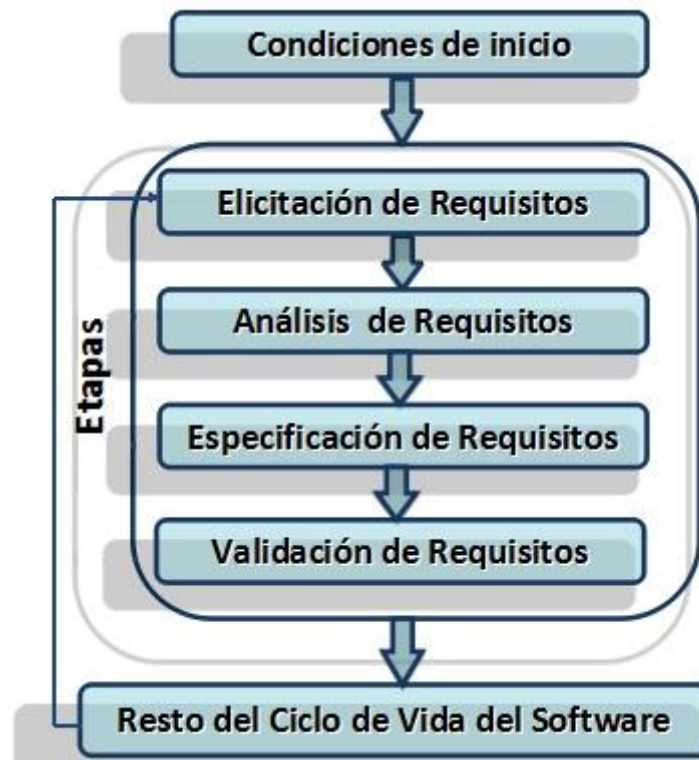 Condiciones de inicio
Elicitación de Requisitos
Análisis de Requisitos
Etapas
Especificación de Requisitos
Validación de Requisitos
Resto del Ciclo de Vida del Software